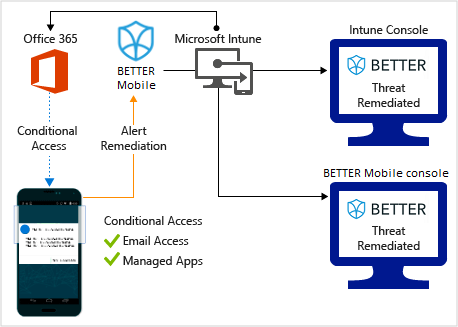 Office 365
Microsoft Intune
Intune Console
BETTER
Mobile
BETTER
Threat
Remediated
Conditional
Access
Alert
Remediation
BETTER Mobile console
BETTER
Threat
Remediated
Conditional Access
Email Access
Managed Apps